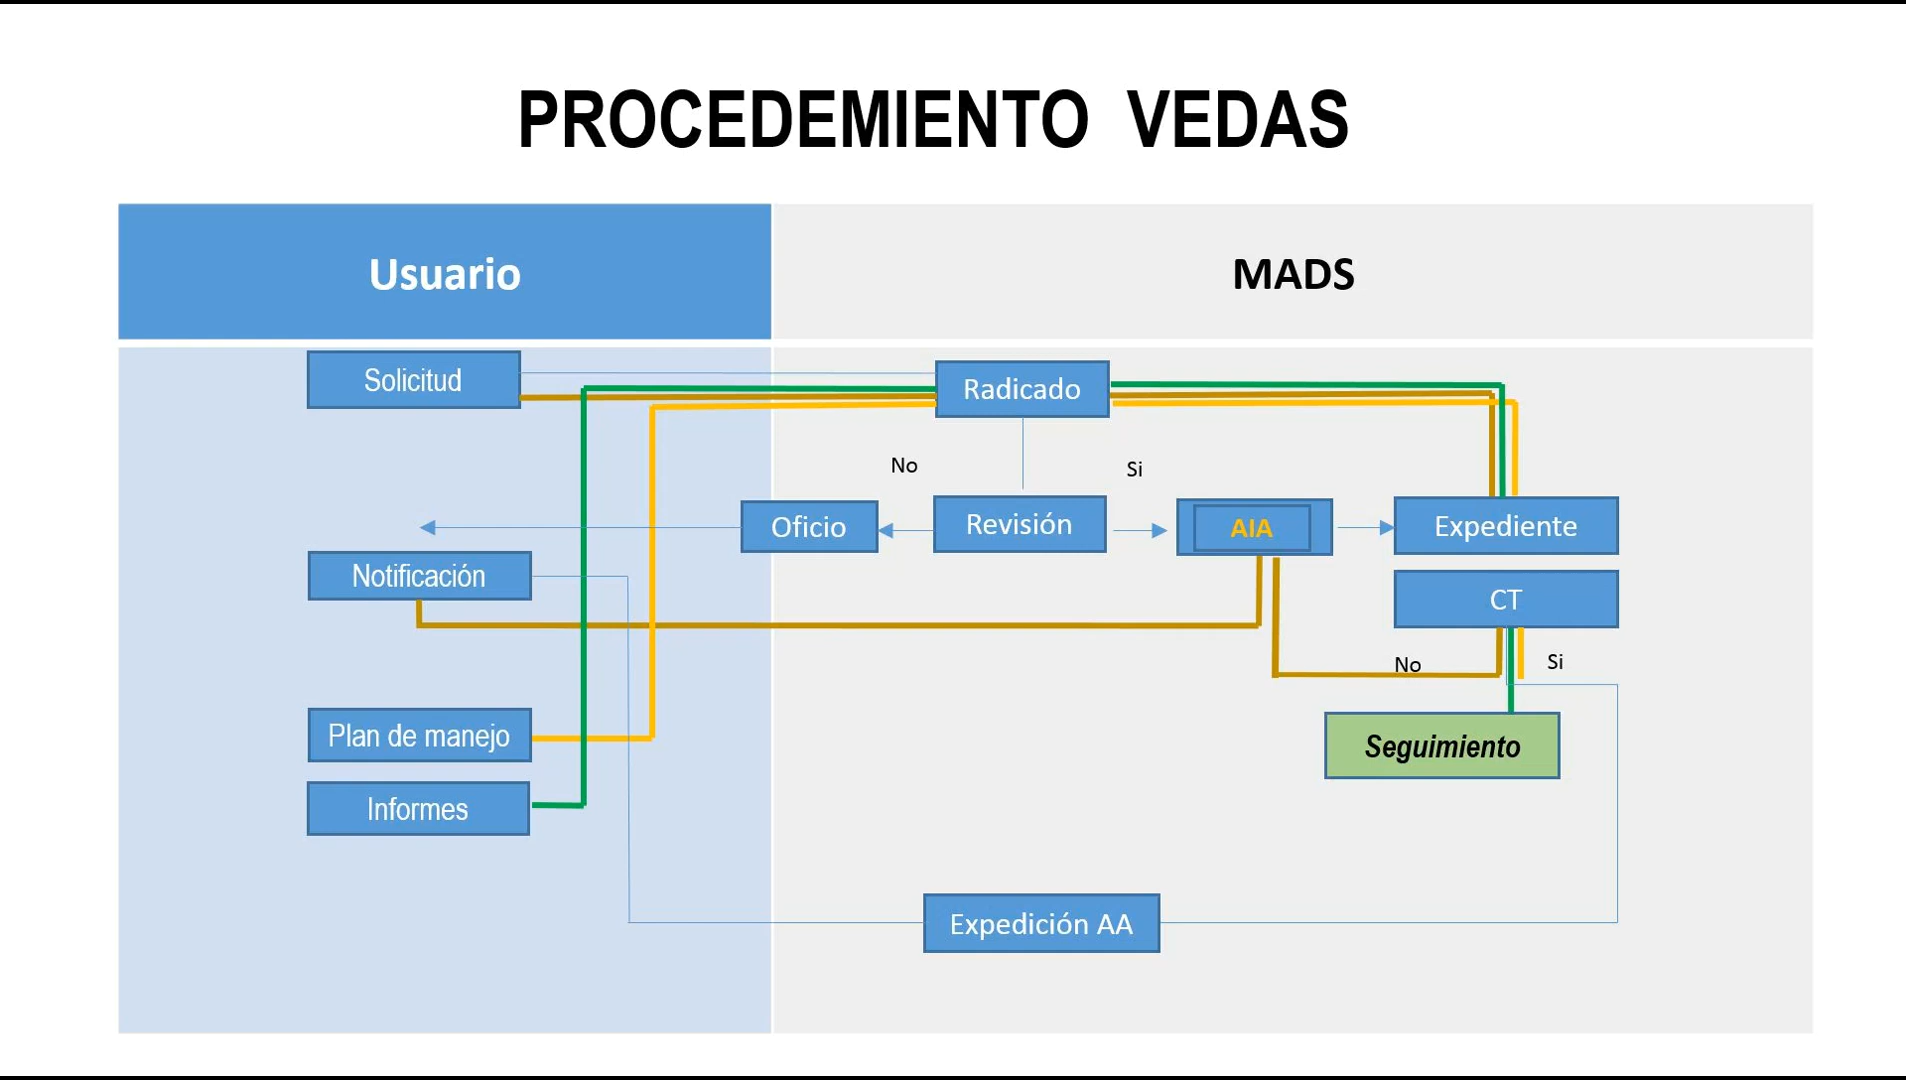 PROCEDEMIENTO VEDAS
Usuario
MADS
Solicitud
Radicado
No
Si
Oficio
Revisión
AIA
Expediente
Notificación
CT
No
Si
Plan de manejo
Seguimiento
Informes
Expedición AA